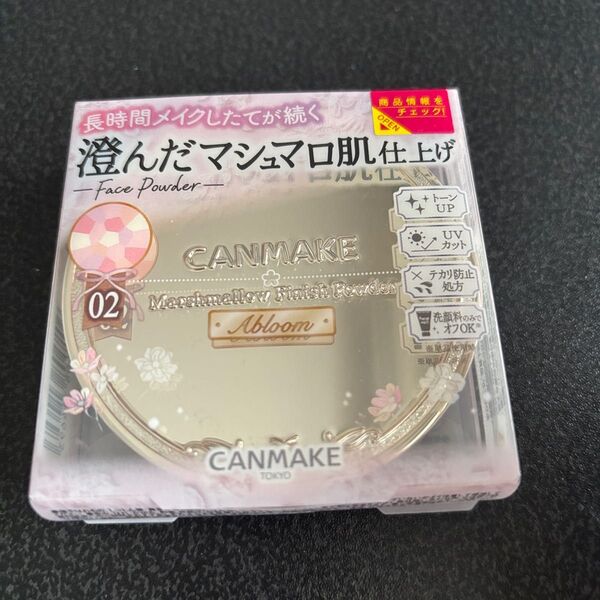 長時間メイクしたてが続く
商品情報を
チェック!
OPEN
澄んだマシュマロ肌仕上げ
Face Powder
トーン
UP
UV
カット
テカリ防止
処方
洗顔料のみで
オフOK
02
CANMAKE
Marshmallow Finish Powder
Abloom
CANMAKE
TOKYO